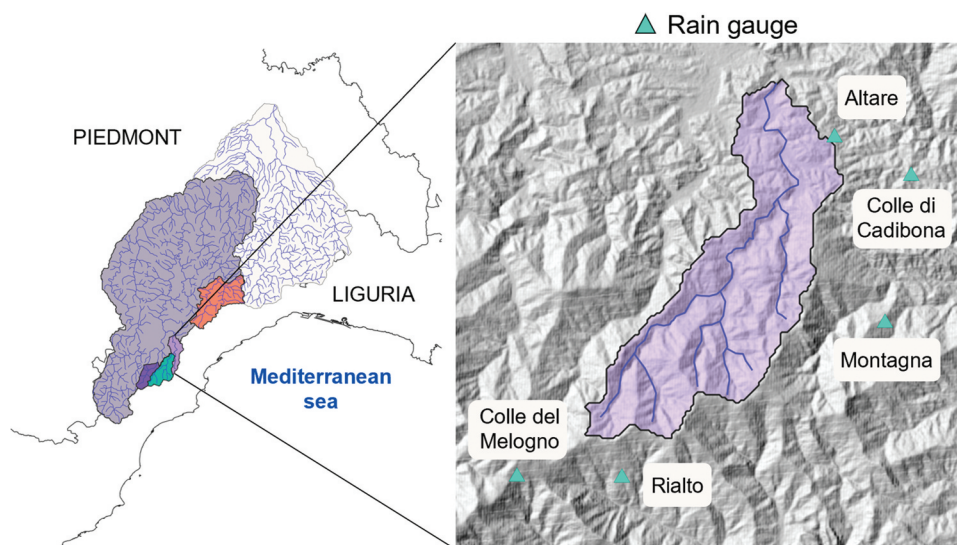 Rain gauge
PIEDMONT
LIGURIA
Mediterranean
sea
Altare
Colle di
Cadibona
Montagna
Colle del
Melogno
Rialto